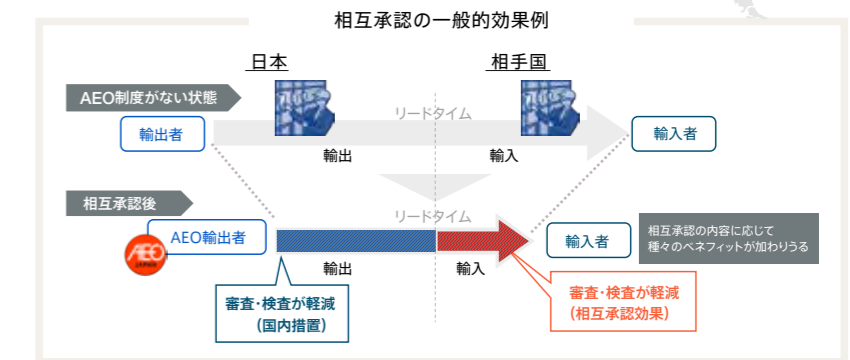 相互承認の一般的効果例
日本
相手国
AEO制度がない状態
リードタイム
輸出者
輸入者
輸出
輸入
相互承認後
リードタイム
AEO輸出者
AEO
JAPAN
輸入者
相互承認の内容に応じて
種々のベネフィットが加わりうる
輸出
輸入
審査・検査が軽減
(国内措置)
審査・検査が軽減
(相互承認効果)